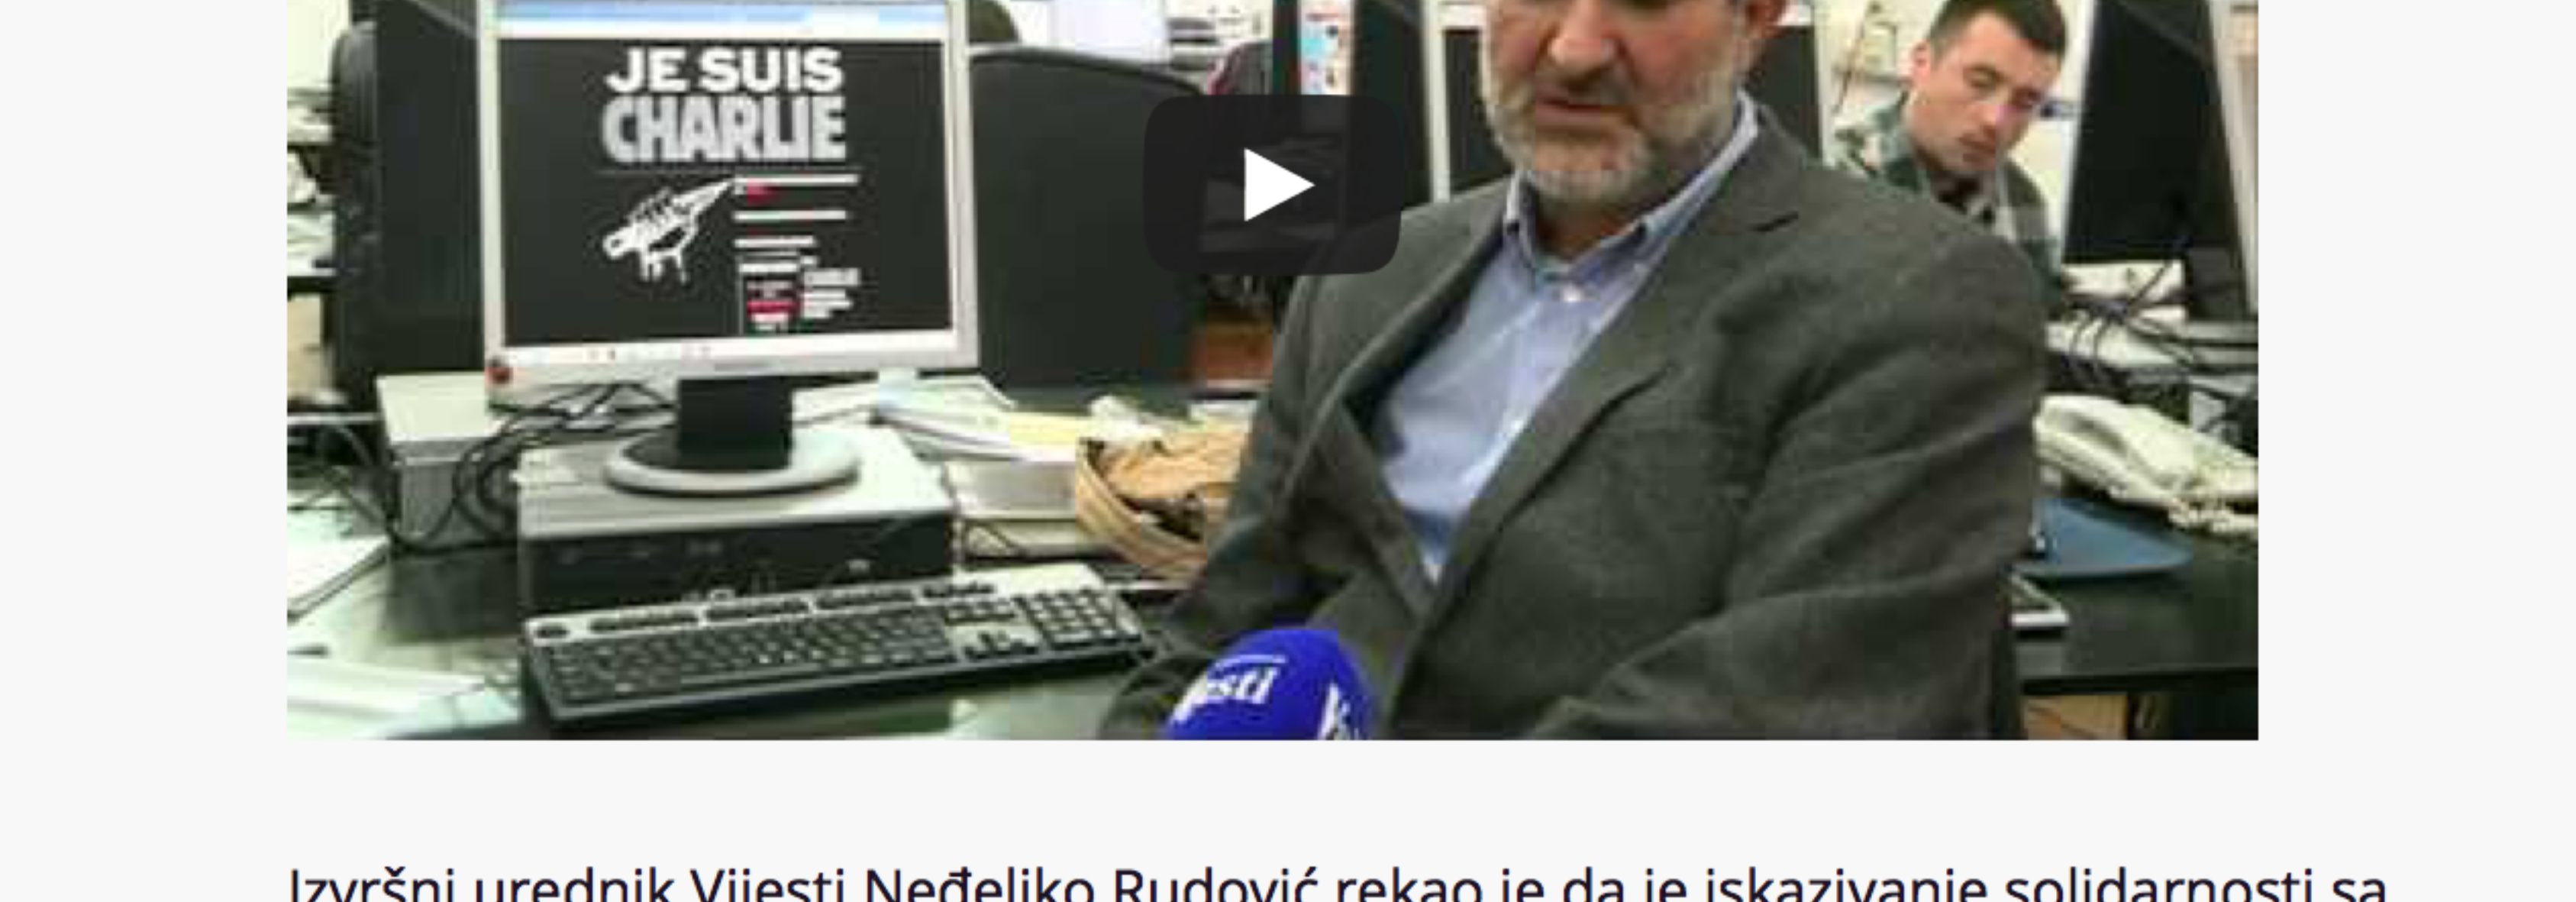 JE SUIS
CHARLIE
Izvršni urednik Vijesti Neđeljko Rudović rekao je da je iskazivanje solidarnosti sa